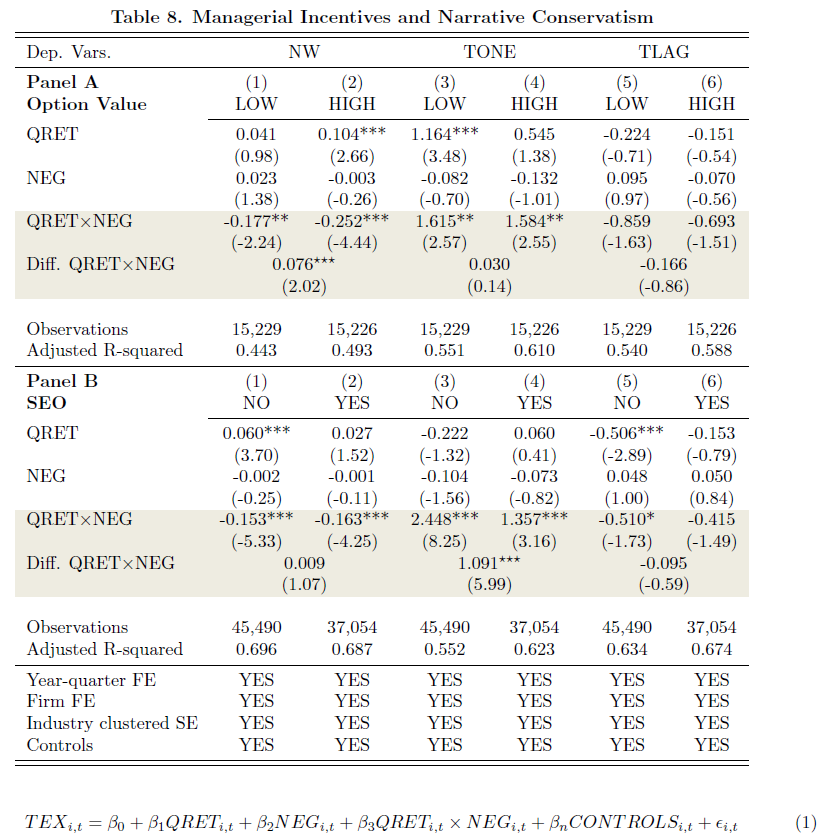 Table 8. Managerial Incentives and Narrative Conservatism
Dep. Vars. NW TONE TLAG
Panel A (1) (2) (3) (4) (5) (6)
Option Value LOW HIGH LOW HIGH LOW HIGH
QRET 0.041 0.104*** 1.164*** 0.545 -0.224 -0.151
(0.98) (2.66) (3.48) (1.38) (-0.71) (-0.54)
NEG 0.023 -0.003 -0.082 -0.132 0.095 -0.070
(1.38) (-0.26) (-0.70) (-1.01) (0.97) (-0.56)
QRET×NEG -0.177** -0.252*** 1.615** 1.584** -0.859 -0.693
(-2.24) (-4.44) (2.57) (2.55) (-1.63) (-1.51)
Diff. QRET×NEG 0.076*** 0.030 -0.166
(2.02) (0.14) (-0.86)
Observations 15,229 15,226 15,229 15,226 15,229 15,226
Adjusted R-squared 0.443 0.493 0.551 0.610 0.540 0.588
Panel B (1) (2) (3) (4) (5) (6)
SEO NO YES NO YES NO YES
QRET 0.060*** 0.027 -0.222 0.060 -0.506*** -0.153
(3.70) (1.52) (-1.32) (0.41) (-2.89) (-0.79)
NEG -0.002 -0.001 -0.104 -0.073 0.048 0.050
(-0.25) (-0.11) (-1.56) (-0.82) (1.00) (0.84)
QRET×NEG -0.153*** -0.163*** 2.448*** 1.357*** -0.510* -0.415
(-5.33) (-4.25) (8.25) (3.16) (-1.73) (-1.49)
Diff. QRET×NEG 0.009 1.091*** -0.095
(1.07) (5.99) (-0.59)
Observations 45,490 37,054 45,490 37,054 45,490 37,054
Adjusted R-squared 0.696 0.687 0.552 0.623 0.634 0.674
Year-quarter FE YES YES YES YES YES YES
Firm FE YES YES YES YES YES YES
Industry clustered SE YES YES YES YES YES YES
Controls YES YES YES YES YES YES
TEX_{i,t} = β_0 + β_1QRET_{i,t} + β_2NEG_{i,t} + β_3QRET_{i,t} × NEG_{i,t} + β_nCONTROLS_{i,t} + ϵ_{i,t} (1)